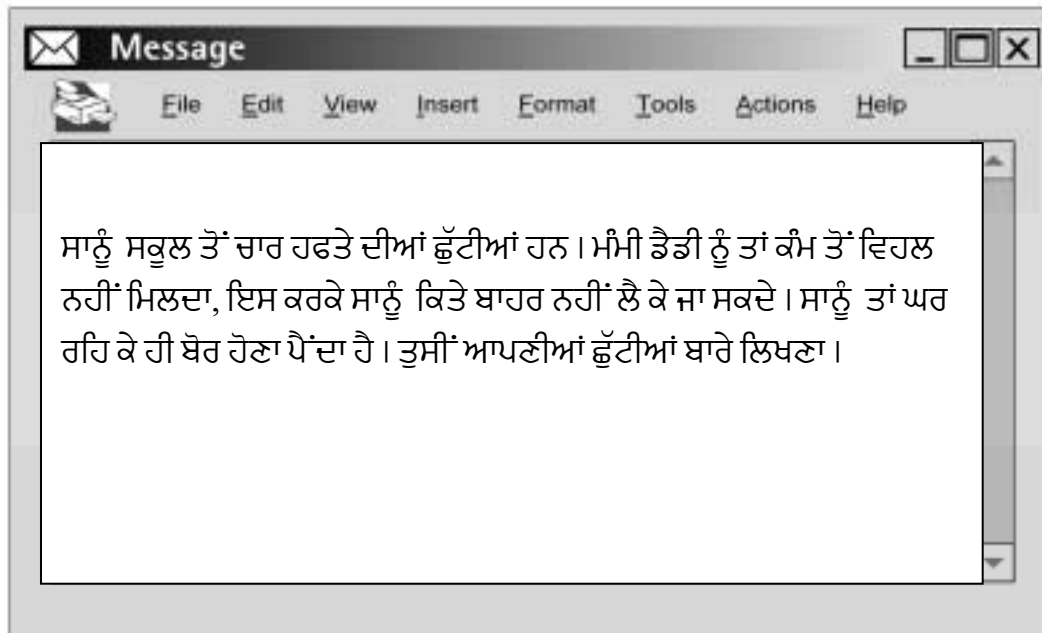 Message
File Edit View Insert Format Tools Actions Help
ਸਾਨੂੰ ਸਕੂਲ ਤੋਂ ਚਾਰ ਹਫਤੇ ਦੀਆਂ ਛੁੱਟੀਆਂ ਹਨ। ਮੰਮੀ ਡੈਡੀ ਨੂੰ ਤਾਂ ਕੰਮ ਤੋਂ ਵਿਹਲ
ਨਹੀਂ ਮਿਲਦਾ, ਇਸ ਕਰਕੇ ਸਾਨੂੰ ਕਿਤੇ ਬਾਹਰ ਨਹੀਂ ਲੈ ਕੇ ਜਾ ਸਕਦੇ। ਸਾਨੂੰ ਤਾਂ ਘਰ
ਰਹਿ ਕੇ ਹੀ ਬੋਰ ਹੋਣਾ ਪੈਂਦਾ ਹੈ। ਤੁਸੀਂ ਆਪਣੀਆਂ ਛੁੱਟੀਆਂ ਬਾਰੇ ਲਿਖਣਾ।